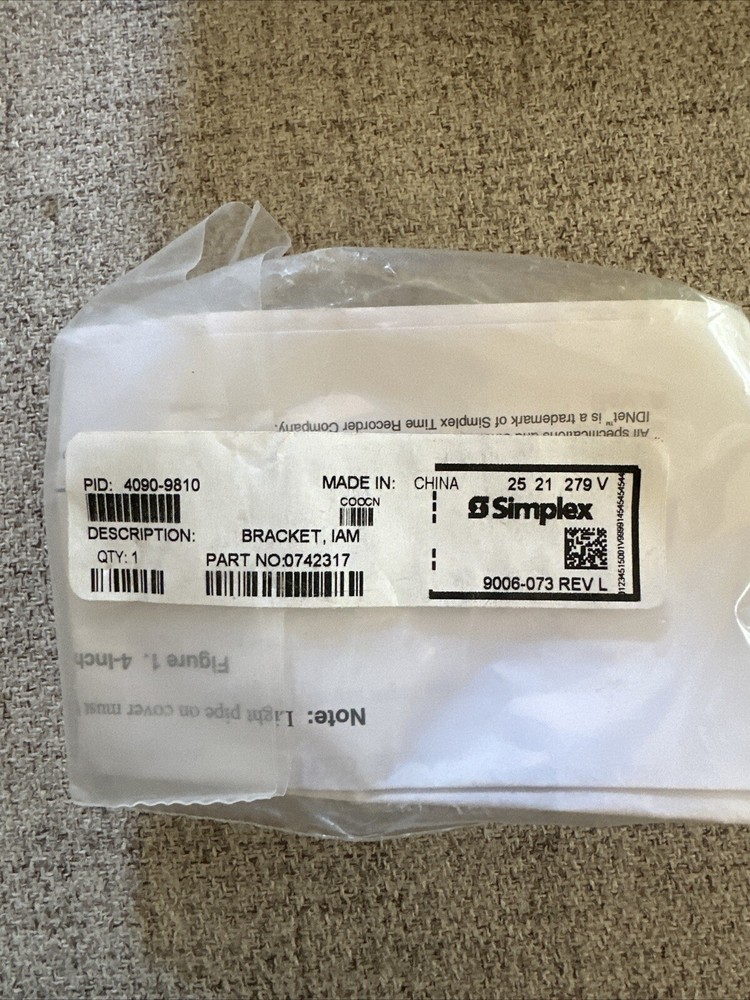 IDNet™ is a trademark of Simplex Time Recorder Company.
All specifications
PID: 4090-9810
MADE IN: CHINA
COOCN
25 21 279 V
Simplex
DESCRIPTION: BRACKET, IAM
QTY: 1
PART NO:0742317
9006-073 REV L
Figure 1. 4-Inch
Note: Light pipe on cover must